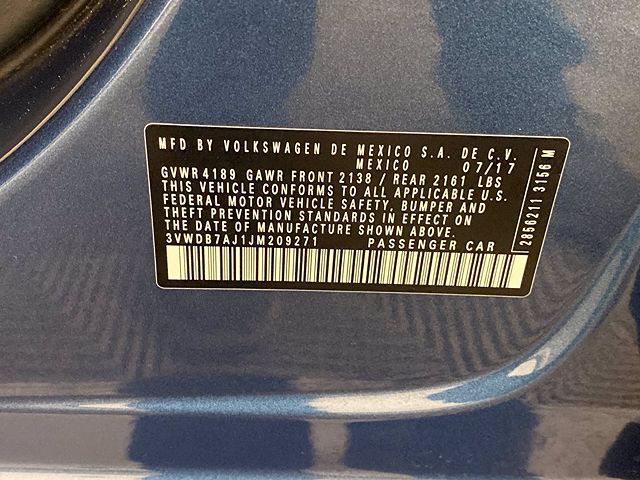 MFD BY VOLKSWAGEN DE MEXICO S.A. DE C.V.
MEXICO 07/17
GVWR 4189 GAWR FRONT 2138 / REAR 2161 LBS
THIS VEHICLE CONFORMS TO ALL APPLICABLE U.S.
FEDERAL MOTOR VEHICLE SAFETY, BUMPER AND
THEFT PREVENTION STANDARDS IN EFFECT ON
THE DATE OF MANUFACTURE SHOWN ABOVE.
3VWDB7AJ1JM209271 PASSENGER CAR
2856211 3156 M